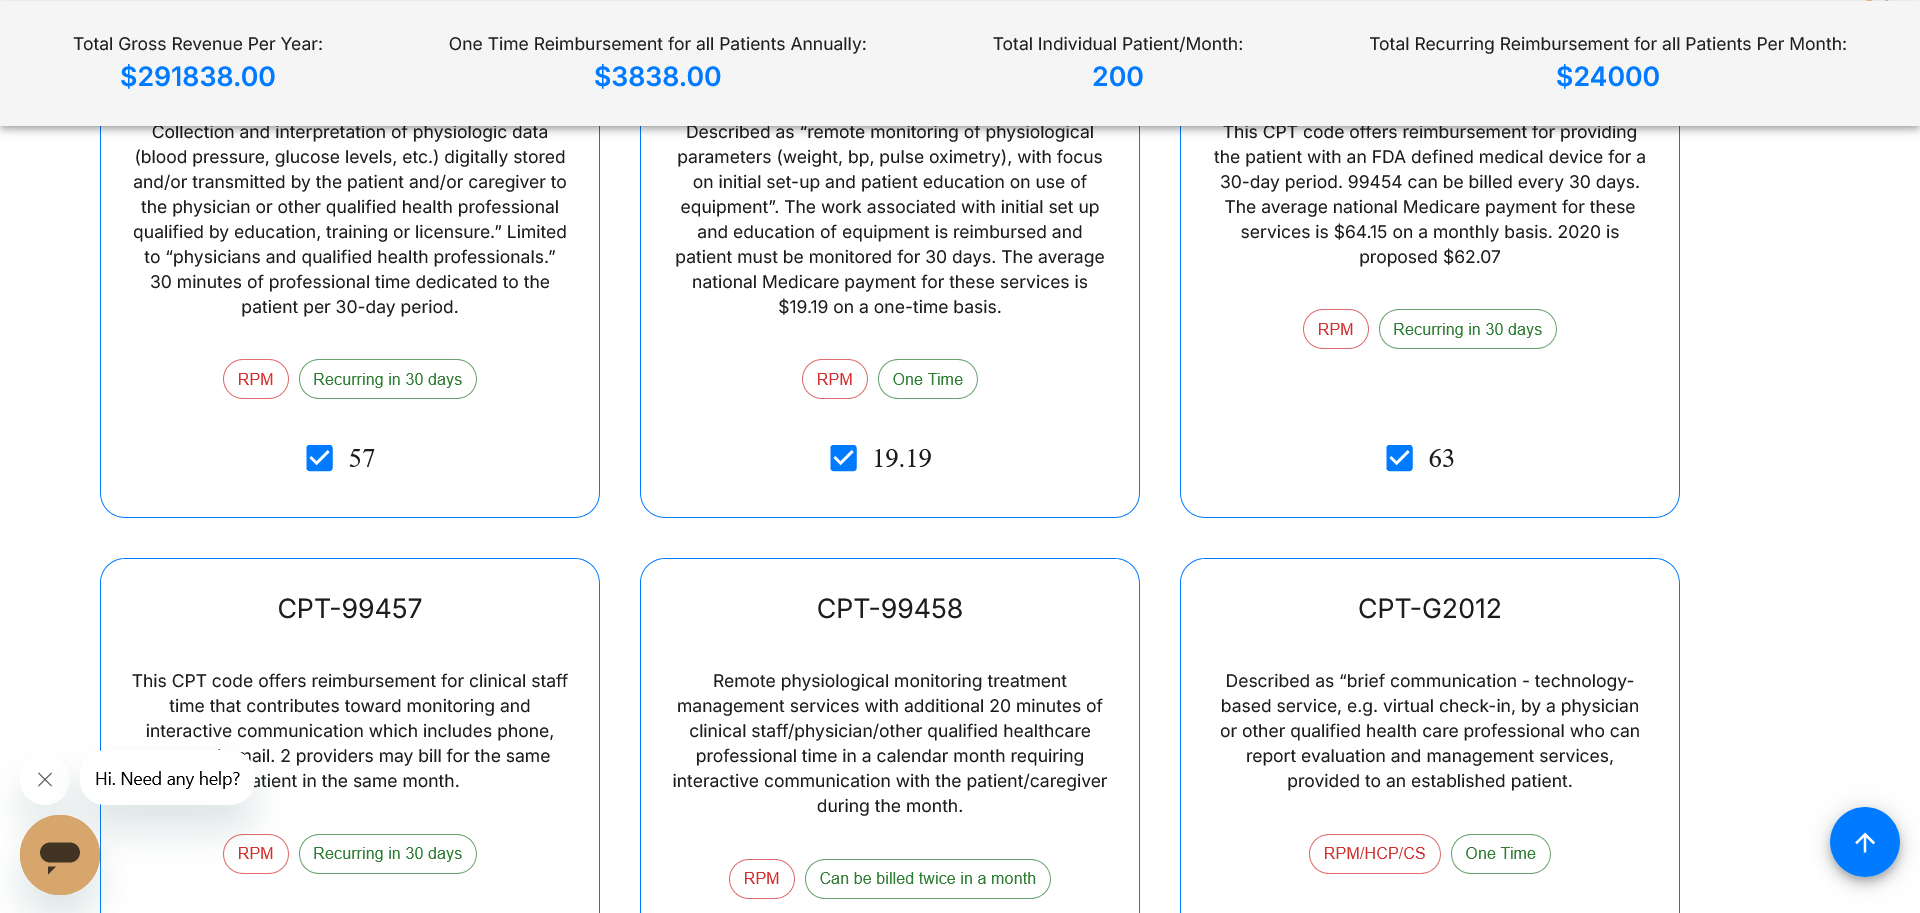 Total Gross Revenue Per Year:
$291838.00
One Time Reimbursement for all Patients Annually:
$3838.00
Total Individual Patient/Month:
200
Total Recurring Reimbursement for all Patients Per Month:
$24000
Collection and interpretation of physiologic data
(blood pressure, glucose levels, etc.) digitally stored
and/or transmitted by the patient and/or caregiver to
the physician or other qualified health professional
qualified by education, training or licensure.” Limited
to “physicians and qualified health professionals.”
30 minutes of professional time dedicated to the
patient per 30-day period.
RPM
Recurring in 30 days
57
Described as “remote monitoring of physiological
parameters (weight, bp, pulse oximetry), with focus
on initial set-up and patient education on use of
equipment”. The work associated with initial set up
and education of equipment is reimbursed and
patient must be monitored for 30 days. The average
national Medicare payment for these services is
$19.19 on a one-time basis.
RPM
One Time
19.19
This CPT code offers reimbursement for providing
the patient with an FDA defined medical device for a
30-day period. 99454 can be billed every 30 days.
The average national Medicare payment for these
services is $64.15 on a monthly basis. 2020 is
proposed $62.07
RPM
Recurring in 30 days
63
CPT-99457
This CPT code offers reimbursement for clinical staff
time that contributes toward monitoring and
interactive communication which includes phone,
2 providers may bill for the same
in the same month.
RPM
Recurring in 30 days
CPT-99458
Remote physiological monitoring treatment
management services with additional 20 minutes of
clinical staff/physician/other qualified healthcare
professional time in a calendar month requiring
interactive communication with the patient/caregiver
during the month.
RPM
Can be billed twice in a month
CPT-G2012
Described as “brief communication - technology-
based service, e.g. virtual check-in, by a physician
or other qualified health care professional who can
report evaluation and management services,
provided to an established patient.
RPM/HCP/CS
One Time
Hi. Need any help?